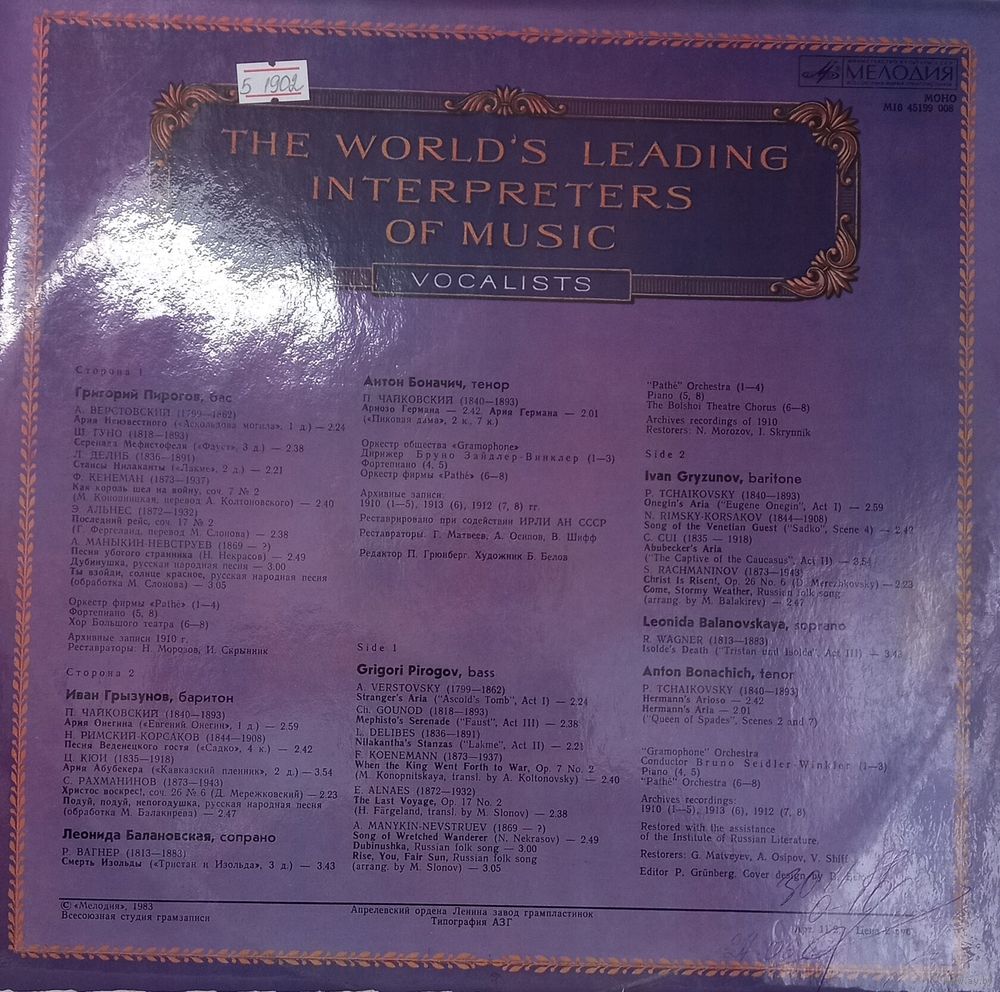 5 1902
МЕЛОДИЯ
МОНО
М10 45199 008
THE WORLD'S LEADING
INTERPRETERS
OF MUSIC
VOCALISTS
Сторона 1
Григорий Пирогов, бас
А. ВЕРСТОВСКИЙ (1799—1862)
Ария Неизвестного («Аскольдова могила», 1 д.) — 2.24
Ш. ГУНО (1818—1893)
Серенада Мефистофеля («Фауст», 3 д.) — 2.38
Л. ДЕЛИБ (1836—1891)
Стансы Нилаканты («Лакме», 2 д.) — 2.21
Ф. КЕНЕМАН (1873—1937)
Как король шел на войну, соч. 7 № 2
(М. Конопницкая, перевод А. Колтоновского) — 2.40
Э. АЛЬНЕС (1872—1932)
Последний рейс, соч. 17 № 2
(Г. Фергеланд, перевод М. Слонова) — 2.38
А. МАНЫКИН-НЕВСТРУЕВ (1869 — ?)
Песня убогого странника (Н. Некрасов) — 2.49
Дубинушка, русская народная песня — 3.00
Ты взойди, солнце красное, русская народная песня
(обработка М. Слонова) — 3.05
Оркестр фирмы «Pathé» (1—4)
Фортепиано (5, 8)
Хор Большого театра (6—8)
Архивные записи 1910 г.
Реставраторы: Н. Морозов, И. Скрынник
Сторона 2
Иван Грызунов, баритон
П. ЧАЙКОВСКИЙ (1840—1893)
Ария Онегина («Евгений Онегин», 1 д.) — 2.59
Н. РИМСКИЙ-КОРСАКОВ (1844—1908)
Песня Веденецкого гостя («Садко», 4 к.) — 2.42
Ц. КЮИ (1835—1918)
Ария Абубекера («Кавказский пленник», 2 д.) — 3.54
С. РАХМАНИНОВ (1873—1943)
Христос воскрес!, соч. 26 № 6 (Д. Мережковский) — 2.23
Подуй, подуй, непогодушка, русская народная песня
(обработка М. Балакирева) — 2.47
Леонида Балановская, сопрано
Р. ВАГНЕР (1813—1883)
Смерть Изольды («Тристан и Изольда», 3 д.) — 3.43
Антон Боначич, тенор
П. ЧАЙКОВСКИЙ (1840—1893)
Ариозо Германа — 2.42. Ария Германа — 2.01
(«Пиковая дама», 2 к., 7 к.)
Оркестр общества «Gramophone»
Дирижер Бруно Зайдлер-Винклер (1—3)
Фортепиано (4, 5)
Оркестр фирмы «Pathé» (6—8)
Архивные записи:
1910 (1—5), 1913 (6), 1912 (7, 8) гг.
Реставрировано при содействии ИРЛИ АН СССР
Реставраторы: Г. Матвеев, А. Осипов, В. Шифф
Редактор П. Грюнберг. Художник Б. Белов
Side 1
Grigori Pirogov, bass
A. VERSTOVSKY (1799—1862)
Stranger's Aria ("Ascold's Tomb", Act I) — 2.24
Ch. GOUNOD (1818—1893)
Mephisto's Serenade ("Faust", Act III) — 2.38
L. DELIBES (1836—1891)
Nilakantha's Stanzas ("Lakme", Act II) — 2.21
F. KOENEMANN (1873—1937)
When the King Went Forth to War, Op. 7 No. 2
(M. Konopnitskaya, transl. by A. Koltonovsky) — 2.40
E. ALNAES (1872—1932)
The Last Voyage, Op. 17 No. 2
(H. Färgeland, transl. by M. Slonov) — 2.38
A. MANYKIN-NEVSTRUEV (1869 — ?)
Song of Wretched Wanderer (N. Nekrasov) — 2.49
Dubinushka, Russian folk song — 3.00
Rise, You, Fair Sun, Russian folk song
(arrang. by M. Slonov) — 3.05
"Pathé" Orchestra (1—4)
Piano (5, 8)
The Bolshoi Theatre Chorus (6—8)
Archives recordings of 1910
Restorers: N. Morozov, I. Skrynnik
Side 2
Ivan Gryzunov, baritone
P. TCHAIKOVSKY (1840—1893)
Onegin's Aria ("Eugene Onegin", Act I) — 2.59
N. RIMSKY-KORSAKOV (1844—1908)
Song of the Venetian Guest ("Sadko", Scene 4) — 2.42
C. CUI (1835 — 1918)
Abubecker's Aria
("The Captive of the Caucasus", Act II) — 3.54
S. RACHMANINOV (1873—1943)
Christ Is Risen!, Op. 26 No. 6 (D. Merezhkovsky) — 2.23
Come, Stormy Weather, Russian folk song
(arrang. by M. Balakirev) — 2.47
Leonida Balanovskaya, soprano
R. WAGNER (1813—1883)
Isolde's Death ("Tristan und Isolde", Act III) — 3.43
Anton Bonachich, tenor
P. TCHAIKOVSKY (1840—1893)
Hermann's Arioso — 2.42
Hermann's Aria — 2.01
("Queen of Spades", Scenes 2 and 7)
"Gramophone" Orchestra
Conductor Bruno Seidler-Winkler (1—3)
Piano (4, 5)
"Pathé" Orchestra (6—8)
Archives recordings:
1910 (1—5), 1913 (6), 1912 (7, 8)
Restored with the assistance
of the Institute of Russian Literature
Restorers: G. Matveyev, A. Osipov, V. Shiff
Editor P. Grünberg. Cover design by
© «Мелодия», 1983
Всесоюзная студия грамзаписи
Апрелевский ордена Ленина завод грампластинок
Типография АЗГ